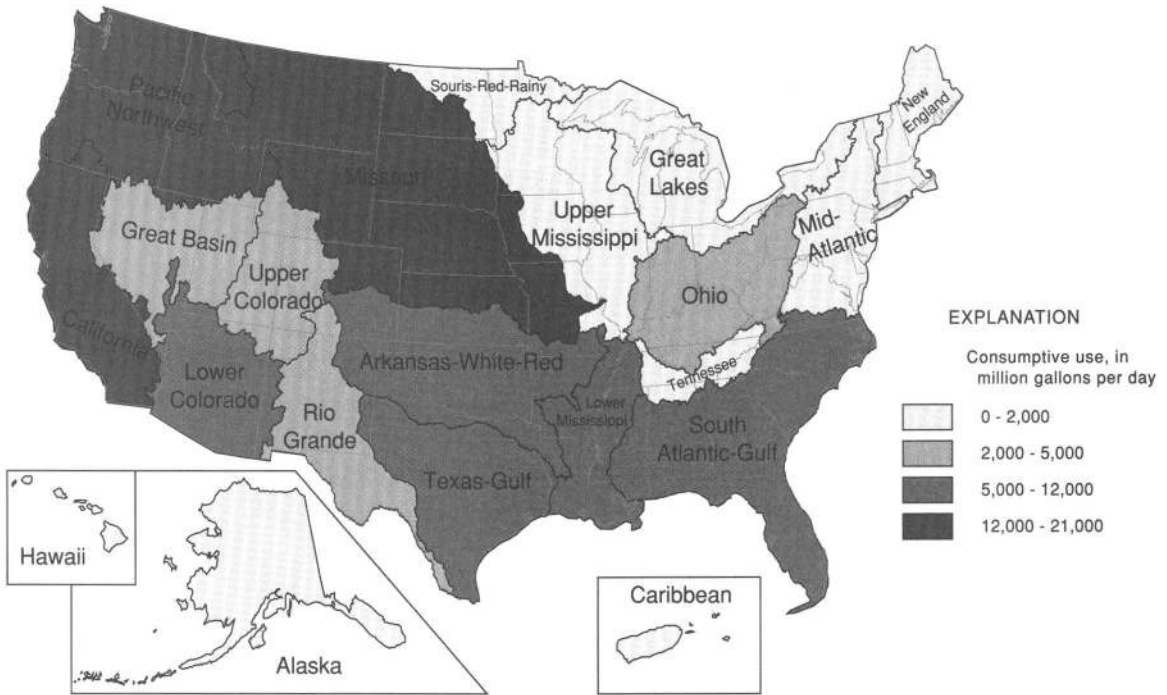 Souris-Red-Rainy
New
England
Pacific
Northwest
Great
Lakes
Missouri
Upper
Mississippi
Mid-
Atlantic
Great Basin
Upper
Colorado
Ohio
California
Arkansas-White-Red
Tennessee
Lower
Colorado
Rio
Grande
Lower
Mississippi
South
Atlantic-Gulf
Texas-Gulf
Hawaii
Alaska
Caribbean
EXPLANATION
Consumptive use, in
million gallons per day
0 - 2,000
2,000 - 5,000
5,000 - 12,000
12,000 - 21,000